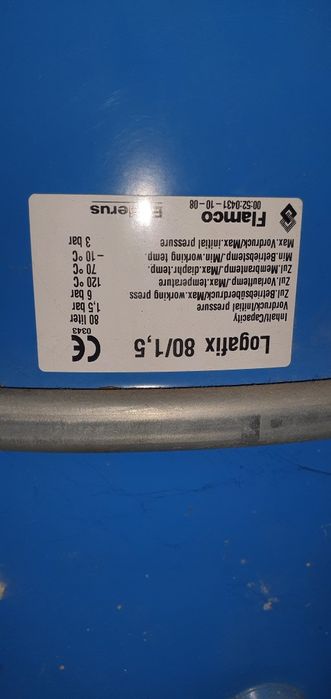 Logafix 80/1,5
CE
0343
Inhalt/Capacity 80 liter
Vordruck/Initial pressure 1,5 bar
Zul.Betriebsüberdruck/Max.working press 6 bar
Zul.Vorlauftemp./Max.temperature 120 °C
Zul.Membrantemp./Max.diaphr.temp. 70 °C
Min.Betriebstemp./Min.working temp -10 °C
Max.Vordruck/Max.initial pressure 3 bar
Flamco
00:52:0431-10-08